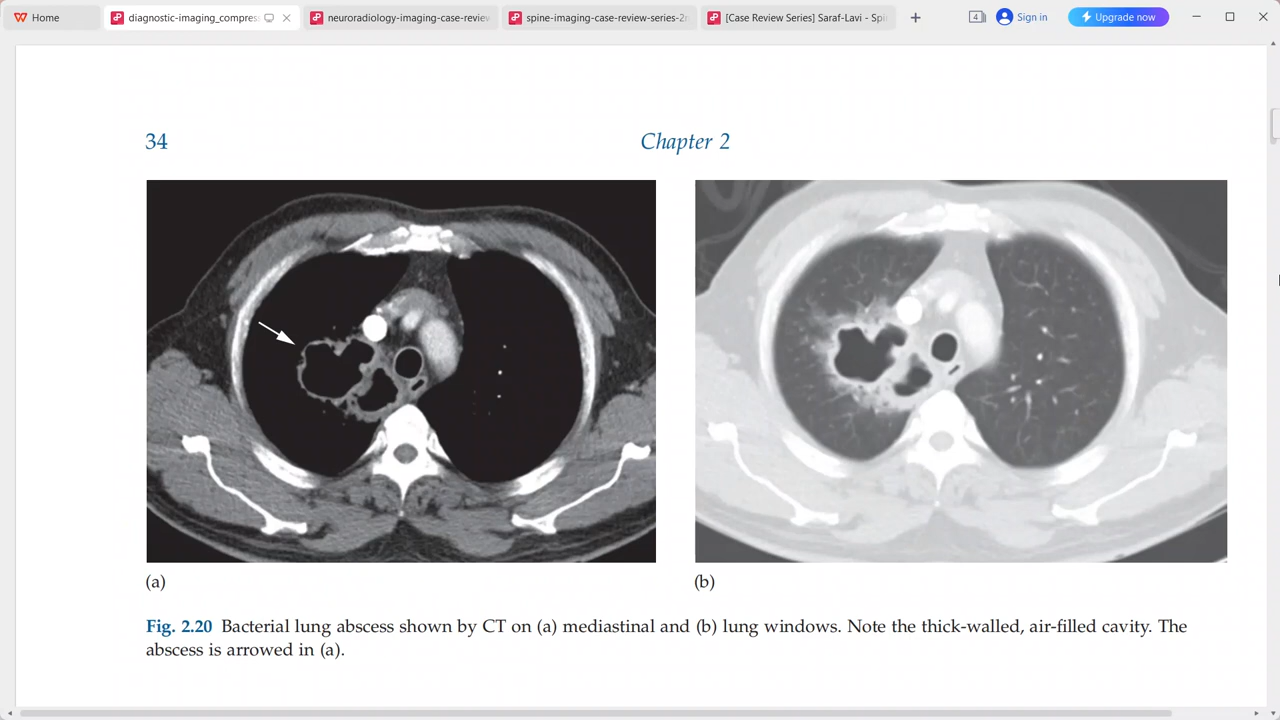 Home
diagnostic-imaging_compres
neuroradiology-imaging-case-review
spine-imaging-case-review-series-2
[Case Review Series] Saraf-Lavi - Spi
4
Sign in
Upgrade now
34
Chapter 2
(a)
(b)
Fig. 2.20 Bacterial lung abscess shown by CT on (a) mediastinal and (b) lung windows. Note the thick-walled, air-filled cavity. The
abscess is arrowed in (a).